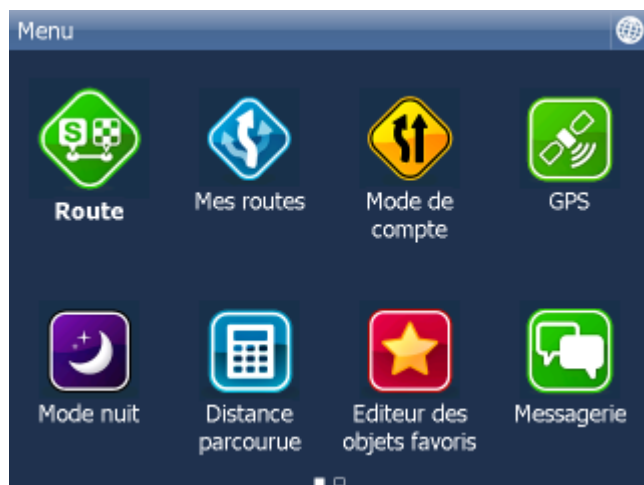 Menu
S
Route
Mes routes
Mode de
compte
GPS
Mode nuit
Distance
parcourue
Editeur des
objets favoris
Messagerie